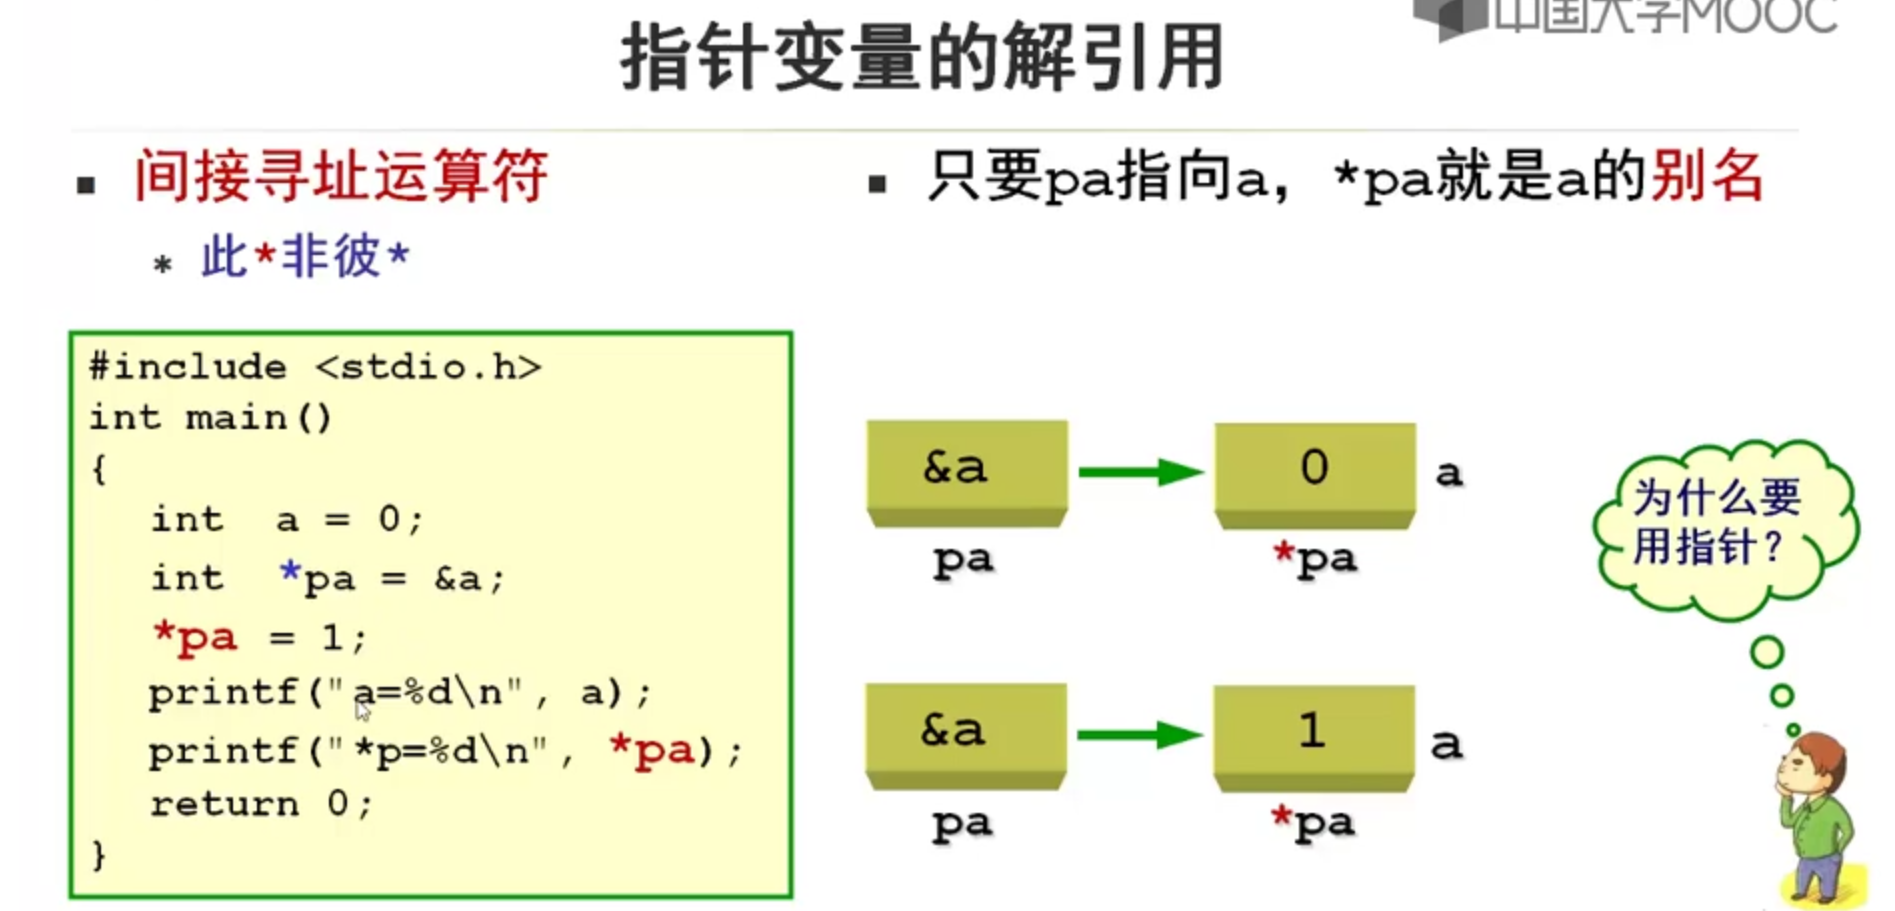 中国大学MOOC
指针变量的解引用
▪ 间接寻址运算符
* 此*非彼*
▪ 只要pa指向a，*pa就是a的别名
#include <stdio.h>
int main()
{
int  a = 0;
int  *pa = &a;
*pa = 1;
printf("a=%d\n", a);
printf("*p=%d\n", *pa);
return 0;
}
&a 0 a
pa *pa
&a 1 a
pa *pa
为什么要
用指针？